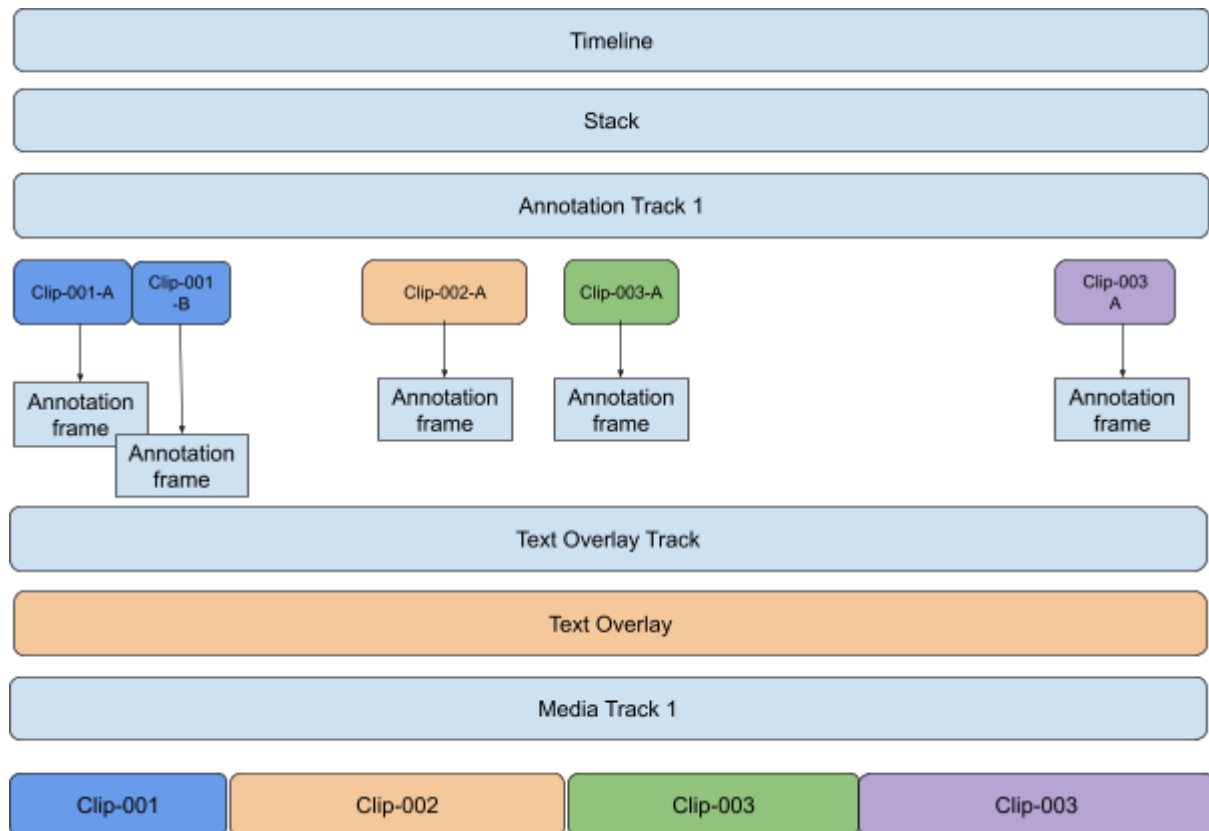 Timeline
Stack
Annotation Track 1
Clip-001-A
Clip-001
-B
Clip-002-A
Clip-003-A
Clip-003
A
Annotation
frame
Annotation
frame
Annotation
frame
Annotation
frame
Annotation
frame
Text Overlay Track
Text Overlay
Media Track 1
Clip-001
Clip-002
Clip-003
Clip-003